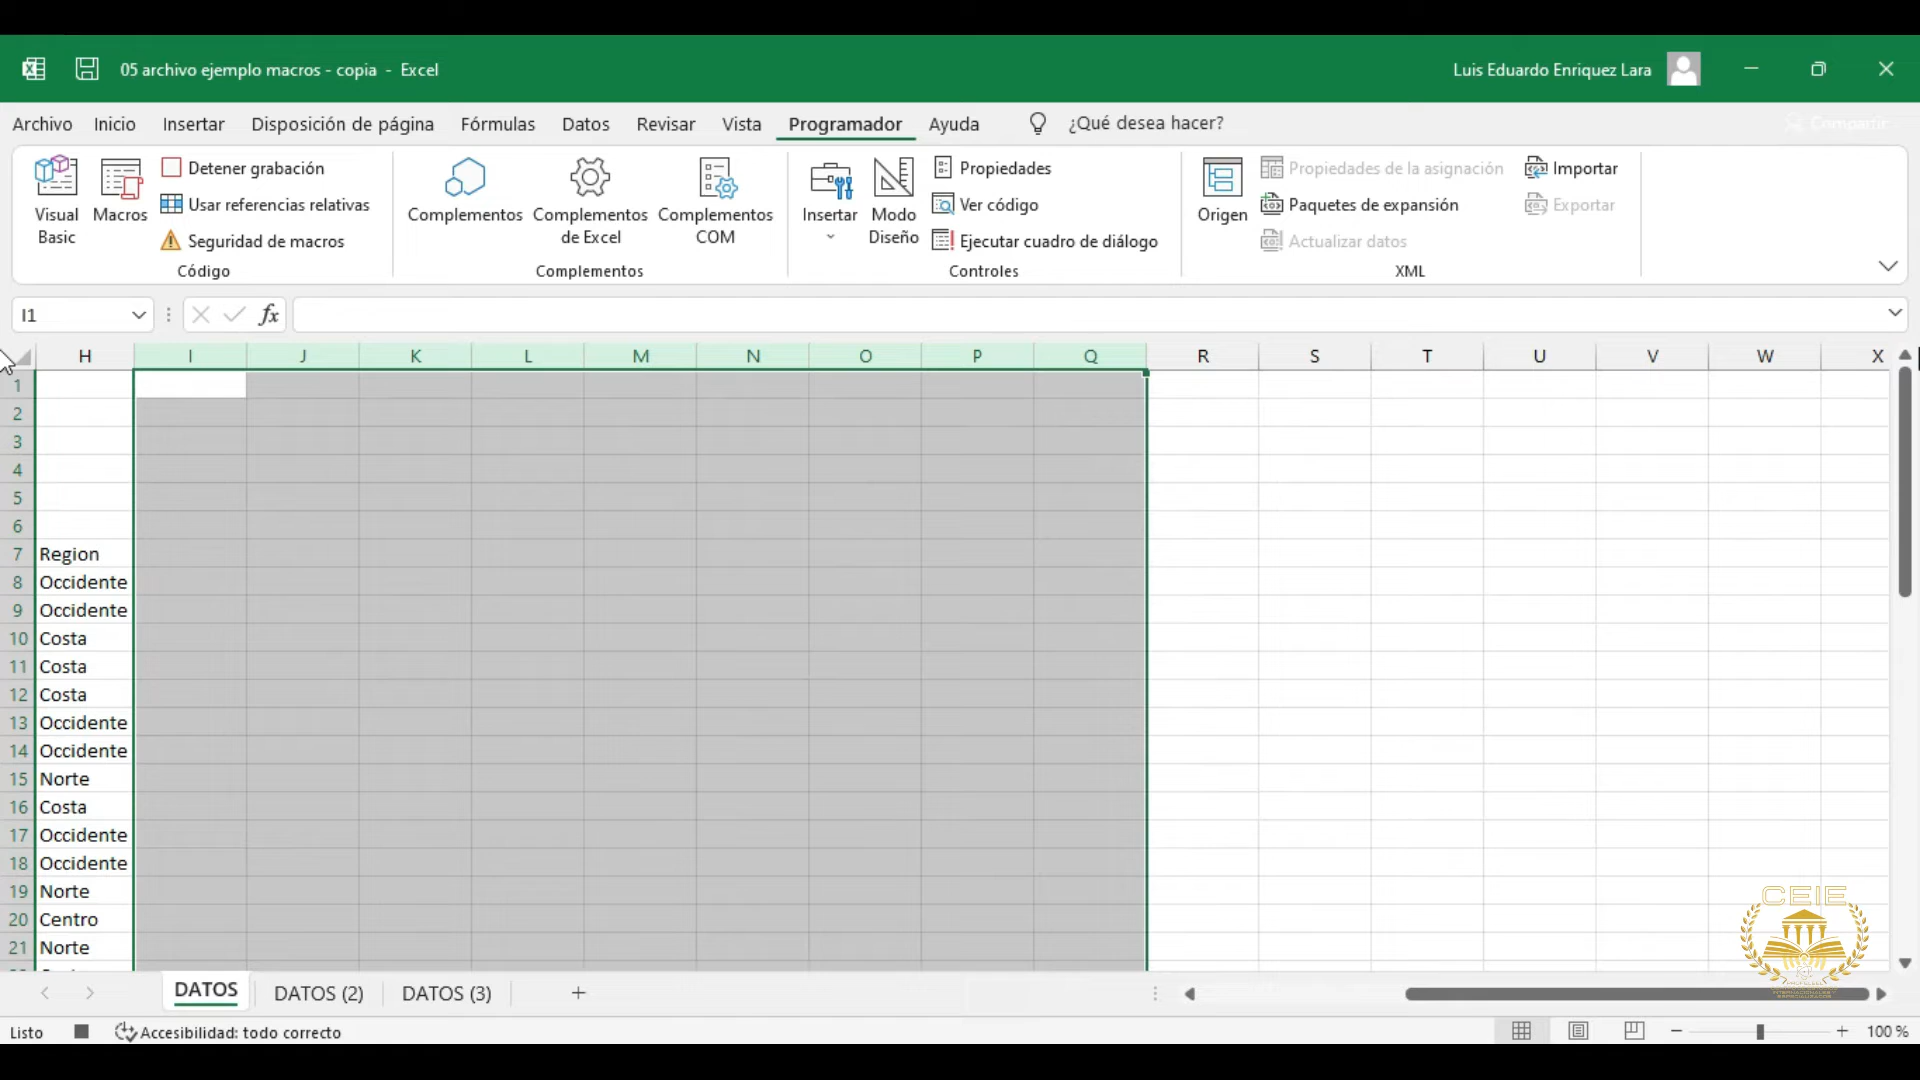 05 archivo ejemplo macros - copia - Excel
Luis Eduardo Enriquez Lara
Archivo Inicio Insertar Disposición de página Fórmulas Datos Revisar Vista Programador Ayuda ¿Qué desea hacer? Compartir
Visual Basic
Macros
Detener grabación
Usar referencias relativas
Seguridad de macros
Código
Complementos
Complementos de Excel
Complementos COM
Complementos
Insertar
Modo Diseño
Propiedades
Ver código
Ejecutar cuadro de diálogo
Controles
Origen
Propiedades de la asignación
Paquetes de expansión
Actualizar datos
Importar
Exportar
XML
I1
fx
H I J K L M N O P Q R S T U V W X
1
2
3
4
5
6
7 Region
8 Occidente
9 Occidente
10 Costa
11 Costa
12 Costa
13 Occidente
14 Occidente
15 Norte
16 Costa
17 Occidente
18 Occidente
19 Norte
20 Centro
21 Norte
CEIE
DATOS DATOS (2) DATOS (3)
Listo Accesibilidad: todo correcto 100 %